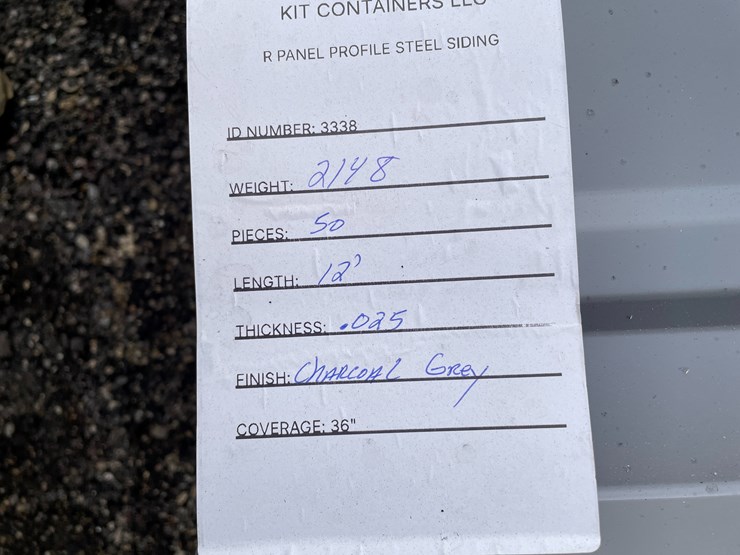 KIT CONTAINERS LLC
R PANEL PROFILE STEEL SIDING
ID NUMBER: 3338
WEIGHT: 2148
PIECES: 50
LENGTH: 12'
THICKNESS: .025
FINISH: CHARCOAL GREY
COVERAGE: 36"